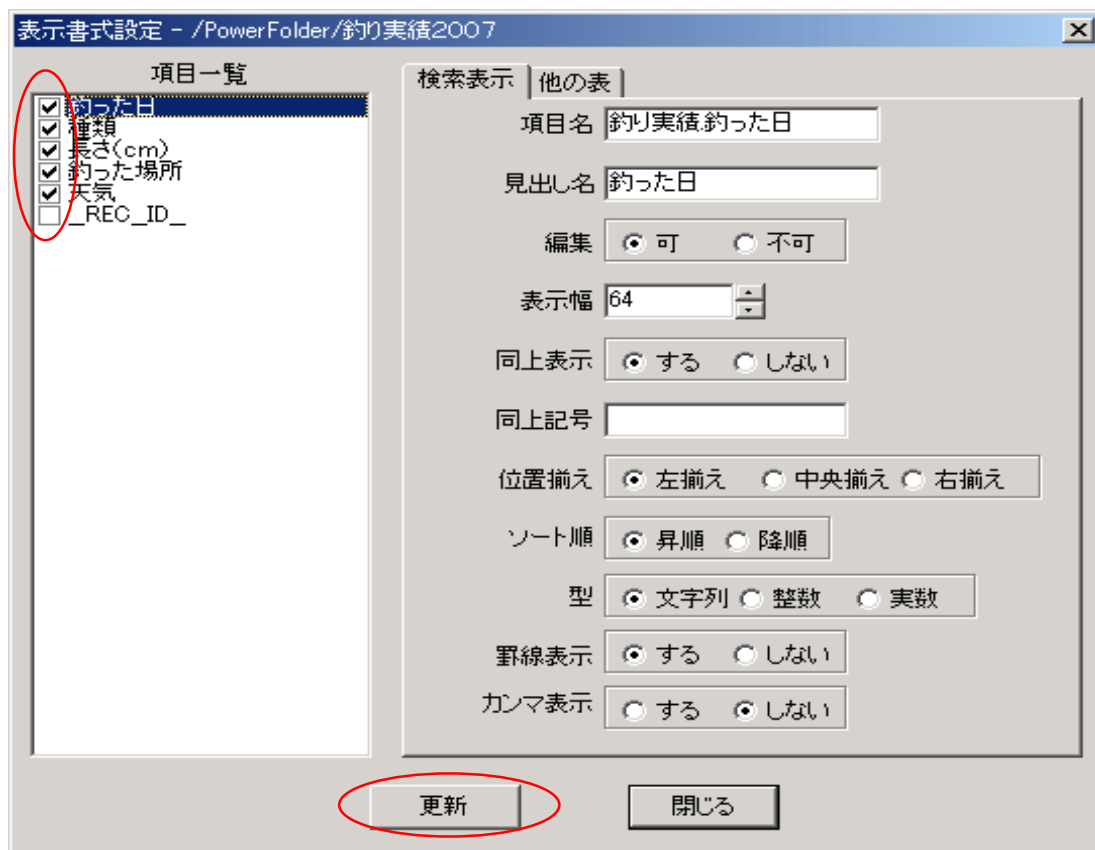 表示書式設定 - /PowerFolder/釣り実績2007
項目一覧
釣った日
種類
長さ(cm)
釣った場所
天気
_REC_ID_
検索表示 他の表
項目名 釣り実績.釣った日
見出し名 釣った日
編集 可 不可
表示幅 64
同上表示 する しない
同上記号
位置揃え 左揃え 中央揃え 右揃え
ソート順 昇順 降順
型 文字列 整数 実数
罫線表示 する しない
カンマ表示 する しない
更新 閉じる